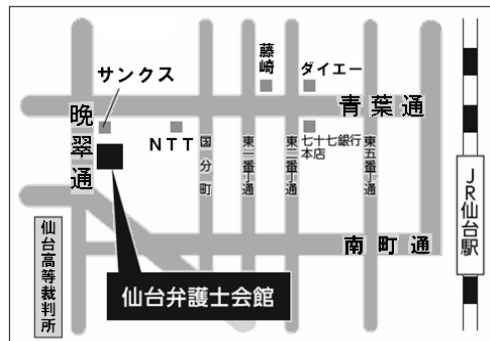 藤崎
ダイエー
サンクス
青葉通
晩翠通
NTT
国分町
東一番丁通
東二番丁通
七十七銀行
本店
東五番丁通
JR仙台駅
南町通
仙台高等裁判所
仙台弁護士会館